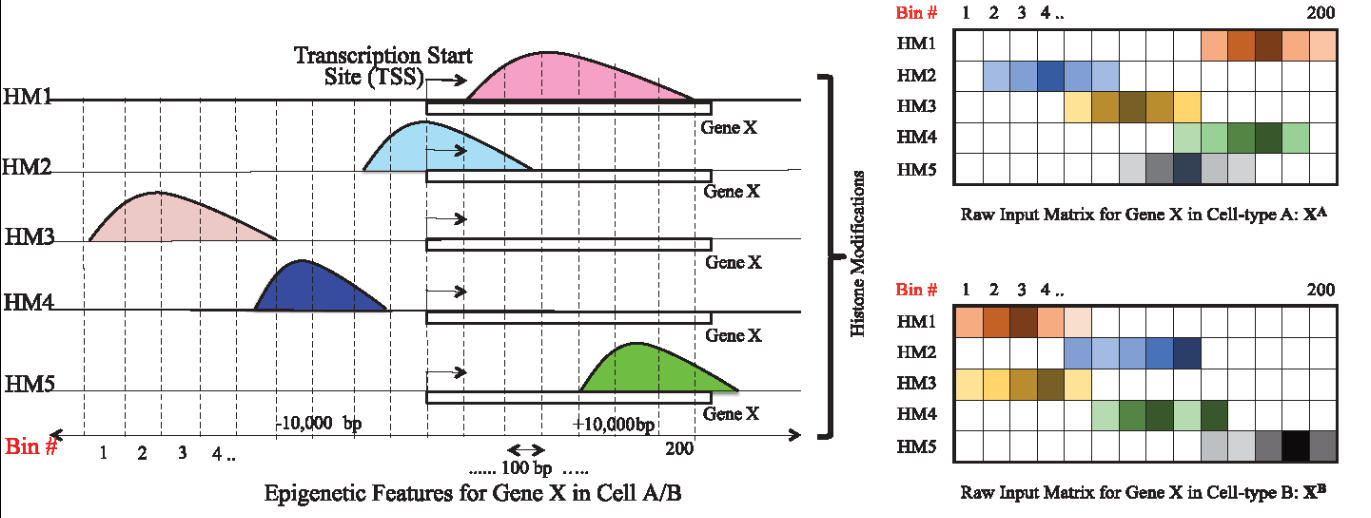 Transcription Start
Site (TSS)
HM1
Gene X
HM2
Gene X
HM3
Gene X
HM4
Gene X
HM5
Gene X
-10,000 bp
+10,000bp
Bin #
1 2 3 4 ..
200
...... 100 bp .....
Epigenetic Features for Gene X in Cell A/B
Histone Modifications
Bin # 1 2 3 4 .. 200
HM1
HM2
HM3
HM4
HM5
Raw Input Matrix for Gene X in Cell-type A: X^A
Bin # 1 2 3 4 .. 200
HM1
HM2
HM3
HM4
HM5
Raw Input Matrix for Gene X in Cell-type B: X^B